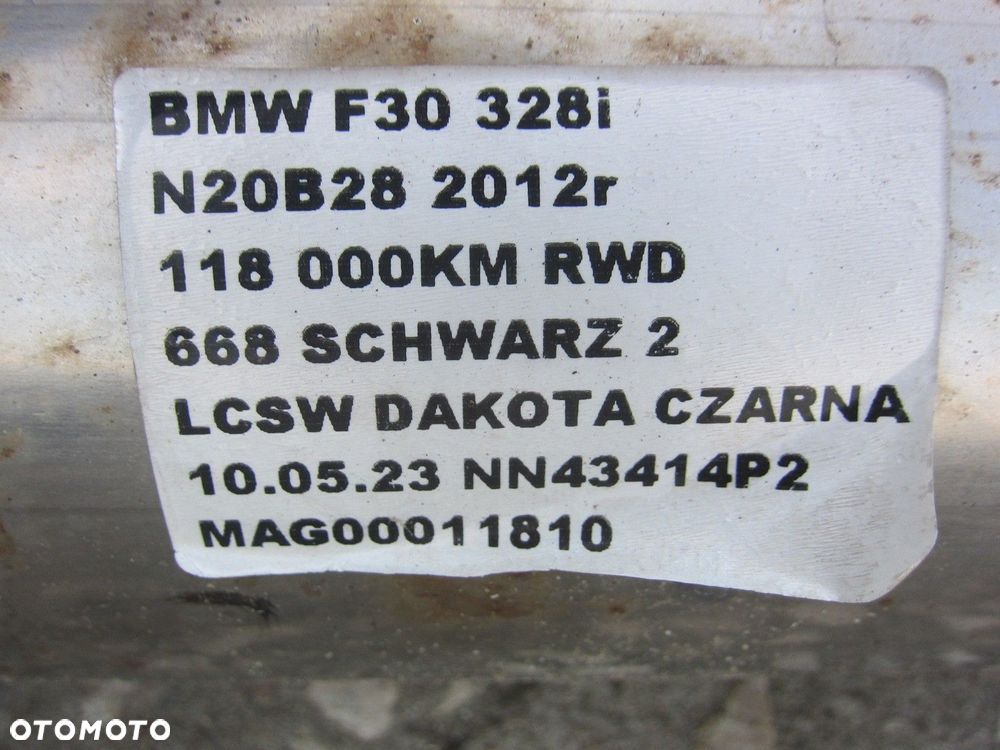 BMW F30 328i
N20B28 2012r
118 000KM RWD
668 SCHWARZ 2
LCSW DAKOTA CZARNA
10.05.23 NN43414P2
MAG00011810
OTOMOTO